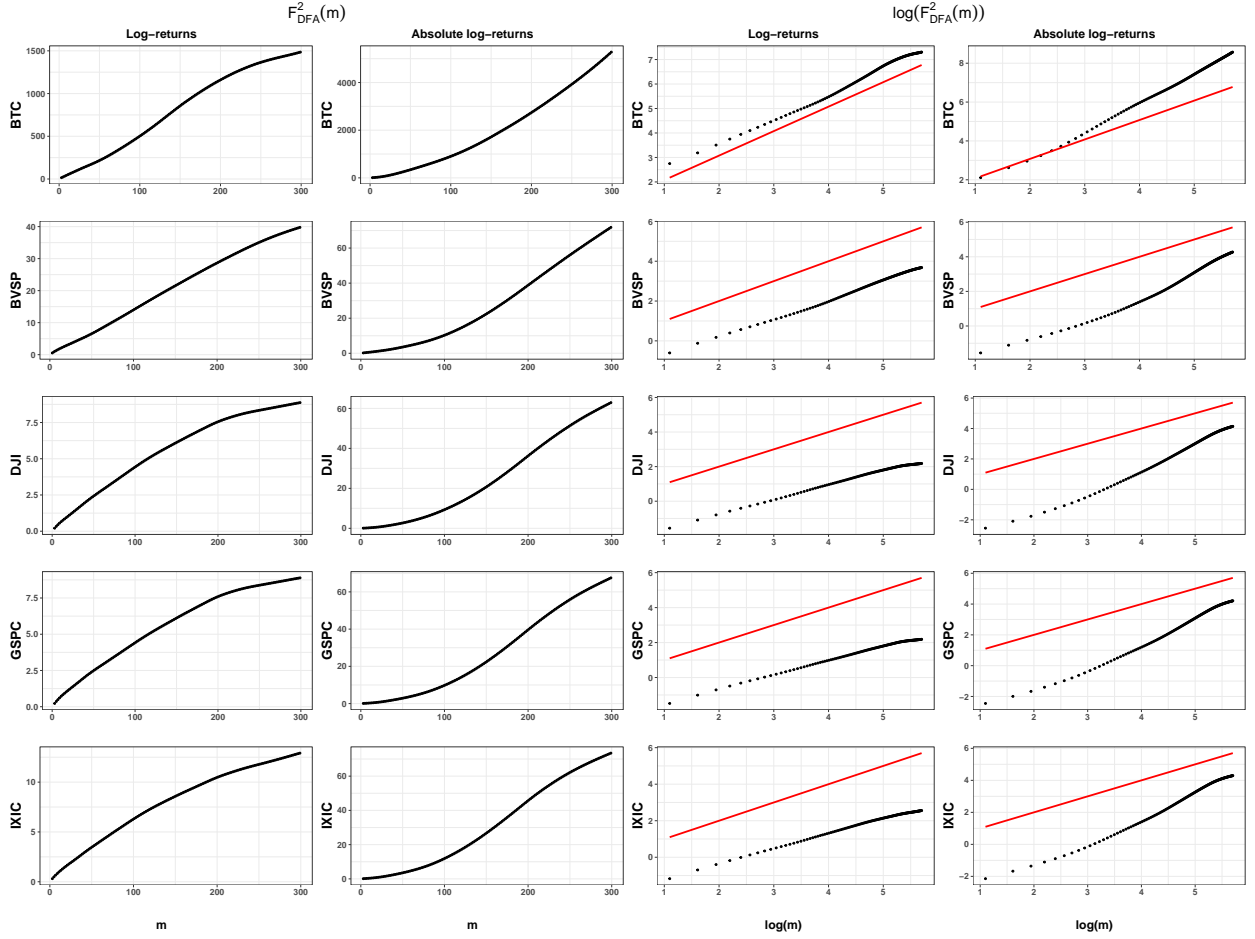 F²_DFA(m) log(F²_DFA(m))
Log−returns Absolute log−returns Log−returns Absolute log−returns
BTC 0 500 1000 1500 0 100 200 300
BTC 0 2000 4000 0 100 200 300
BTC 2 3 4 5 6 7 1 2 3 4 5
BTC 2 4 6 8 1 2 3 4 5
BVSP 0 10 20 30 40 0 100 200 300
BVSP 0 20 40 60 0 100 200 300
BVSP 0 2 4 6 1 2 3 4 5
BVSP 0 2 4 6 1 2 3 4 5
DJI 0.0 2.5 5.0 7.5 0 100 200 300
DJI 0 20 40 60 0 100 200 300
DJI 0 2 4 6 1 2 3 4 5
DJI −2 0 2 4 6 1 2 3 4 5
GSPC 0.0 2.5 5.0 7.5 0 100 200 300
GSPC 0 20 40 60 0 100 200 300
GSPC 0 2 4 6 1 2 3 4 5
GSPC −2 0 2 4 6 1 2 3 4 5
IXIC 0 5 10 0 100 200 300
IXIC 0 20 40 60 0 100 200 300
IXIC 0 2 4 6 1 2 3 4 5
IXIC −2 0 2 4 6 1 2 3 4 5
m m log(m) log(m)